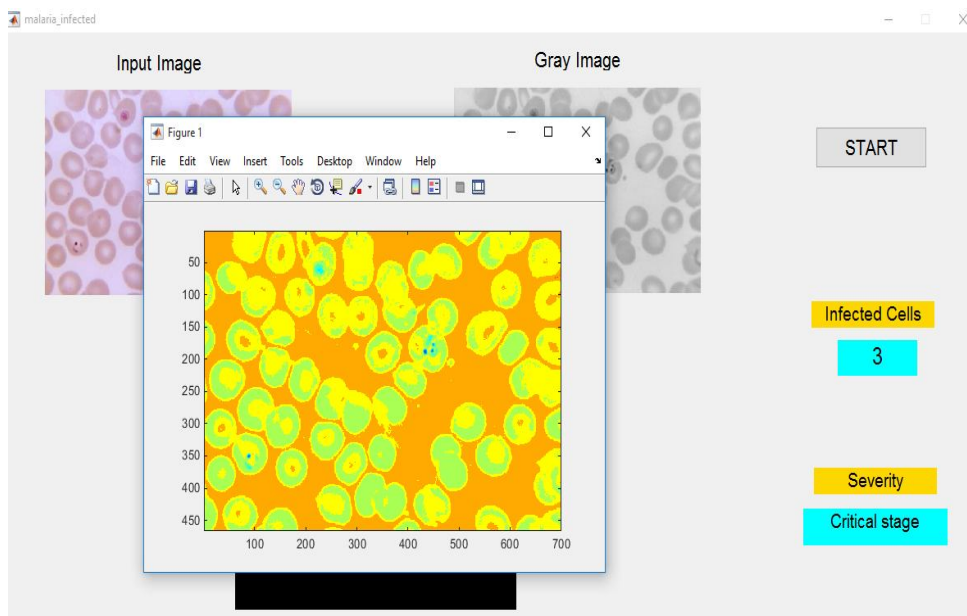 malaria_infected
Input Image
Gray Image
Figure 1
File Edit View Insert Tools Desktop Window Help
START
50
100
150
200
250
300
350
400
450
100 200 300 400 500 600 700
Infected Cells
3
Severity
Critical stage